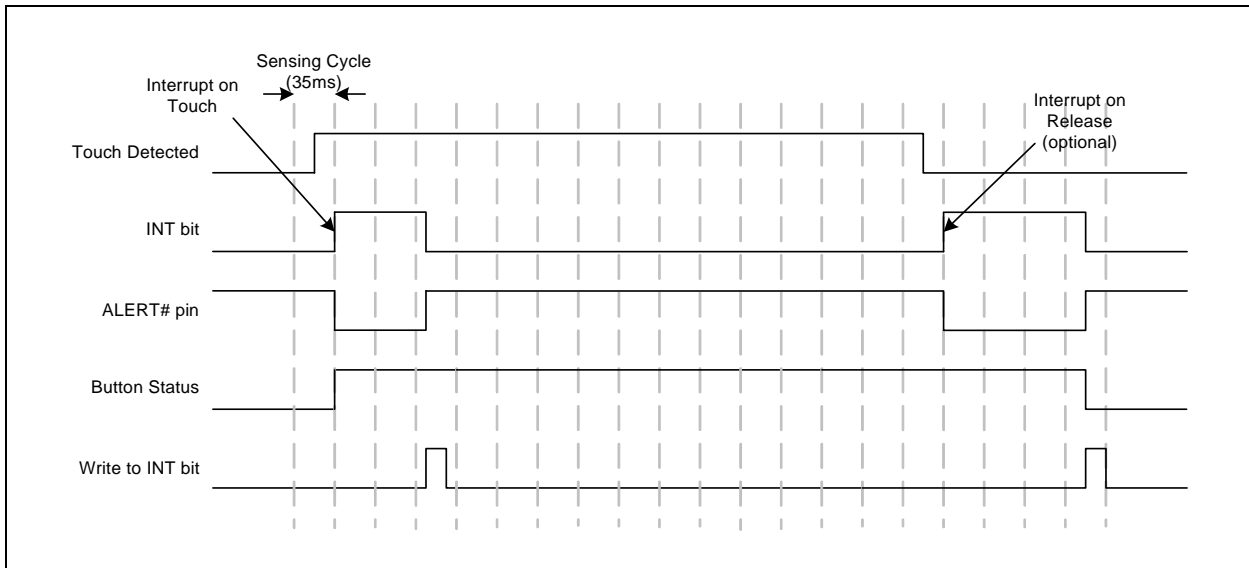 Sensing Cycle
(35ms)
Interrupt on
Touch
Interrupt on
Release
(optional)
Touch Detected
INT bit
ALERT# pin
Button Status
Write to INT bit